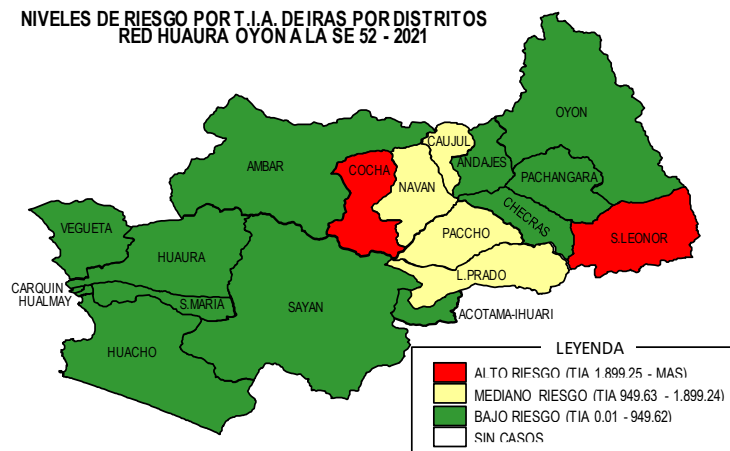 NIVELES DE RIESGO POR T.I.A. DE IRAS POR DISTRITOS
RED HUAURA OYON A LA SE 52 - 2021
OYON
CAUJUL
AMBAR
COCHA
ANDAJES
NAVAN
PACHANGARA
VEGUETA
CHECRAS
PACCHO
S.LEONOR
HUAURA
L.PRADO
CARQUIN
HUALMAY
S.MARIA
SAYAN
ACOTAMA-IHUARI
HUACHO
LEYENDA
ALTO RIESGO (TIA 1.899.25 - MAS)
MEDIANO RIESGO (TIA 949.63 - 1.899.24)
BAJO RIESGO (TIA 0.01 - 949.62)
SIN CASOS